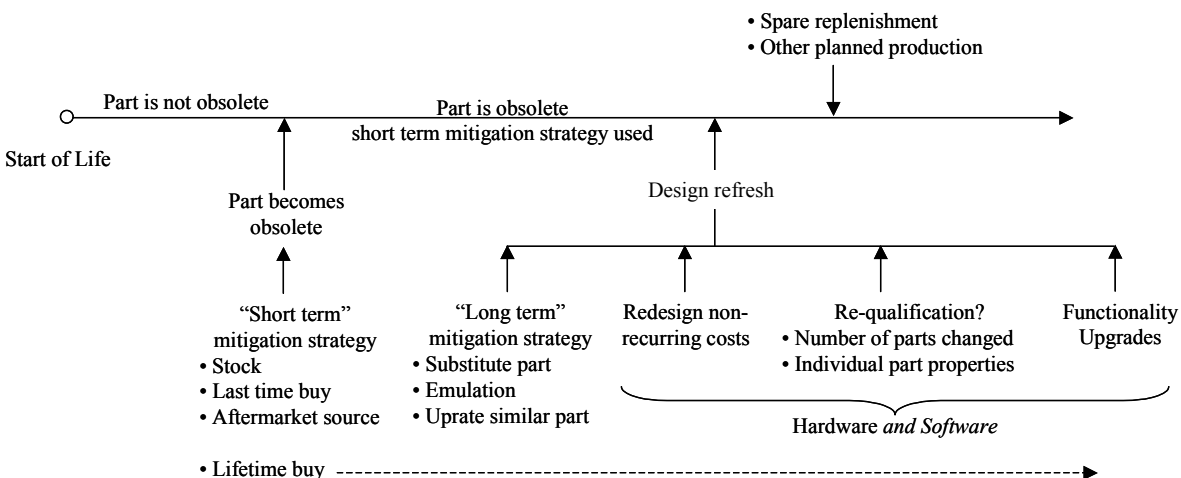 • Spare replenishment
• Other planned production
Part is not obsolete
Part is obsolete
short term mitigation strategy used
Start of Life
Design refresh
Part becomes
obsolete
“Short term”
mitigation strategy
• Stock
• Last time buy
• Aftermarket source
• Lifetime buy
“Long term”
mitigation strategy
• Substitute part
• Emulation
• Uprate similar part
Redesign non-
recurring costs
Re-qualification?
• Number of parts changed
• Individual part properties
Functionality
Upgrades
Hardware and Software